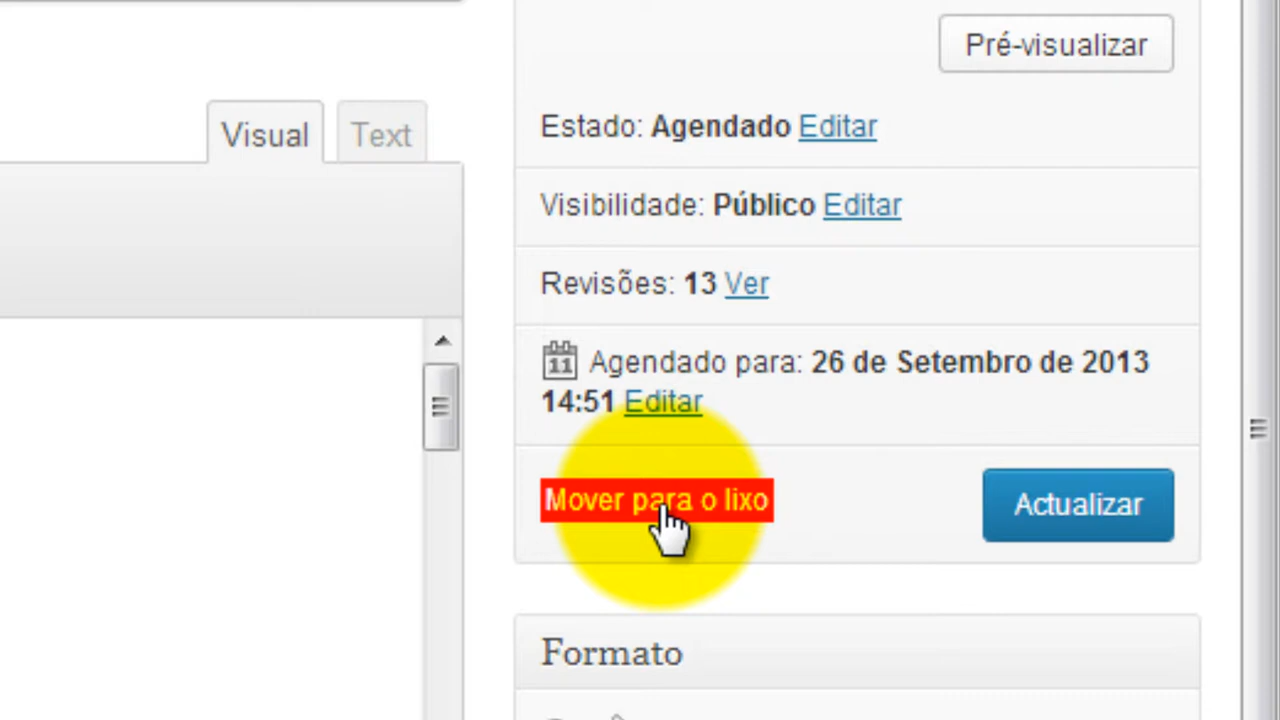 Pré-visualizar
Visual
Text
Estado: Agendado Editar
Visibilidade: Público Editar
Revisões: 13 Ver
11 Agendado para: 26 de Setembro de 2013
14:51 Editar
Mover para o lixo
Actualizar
Formato